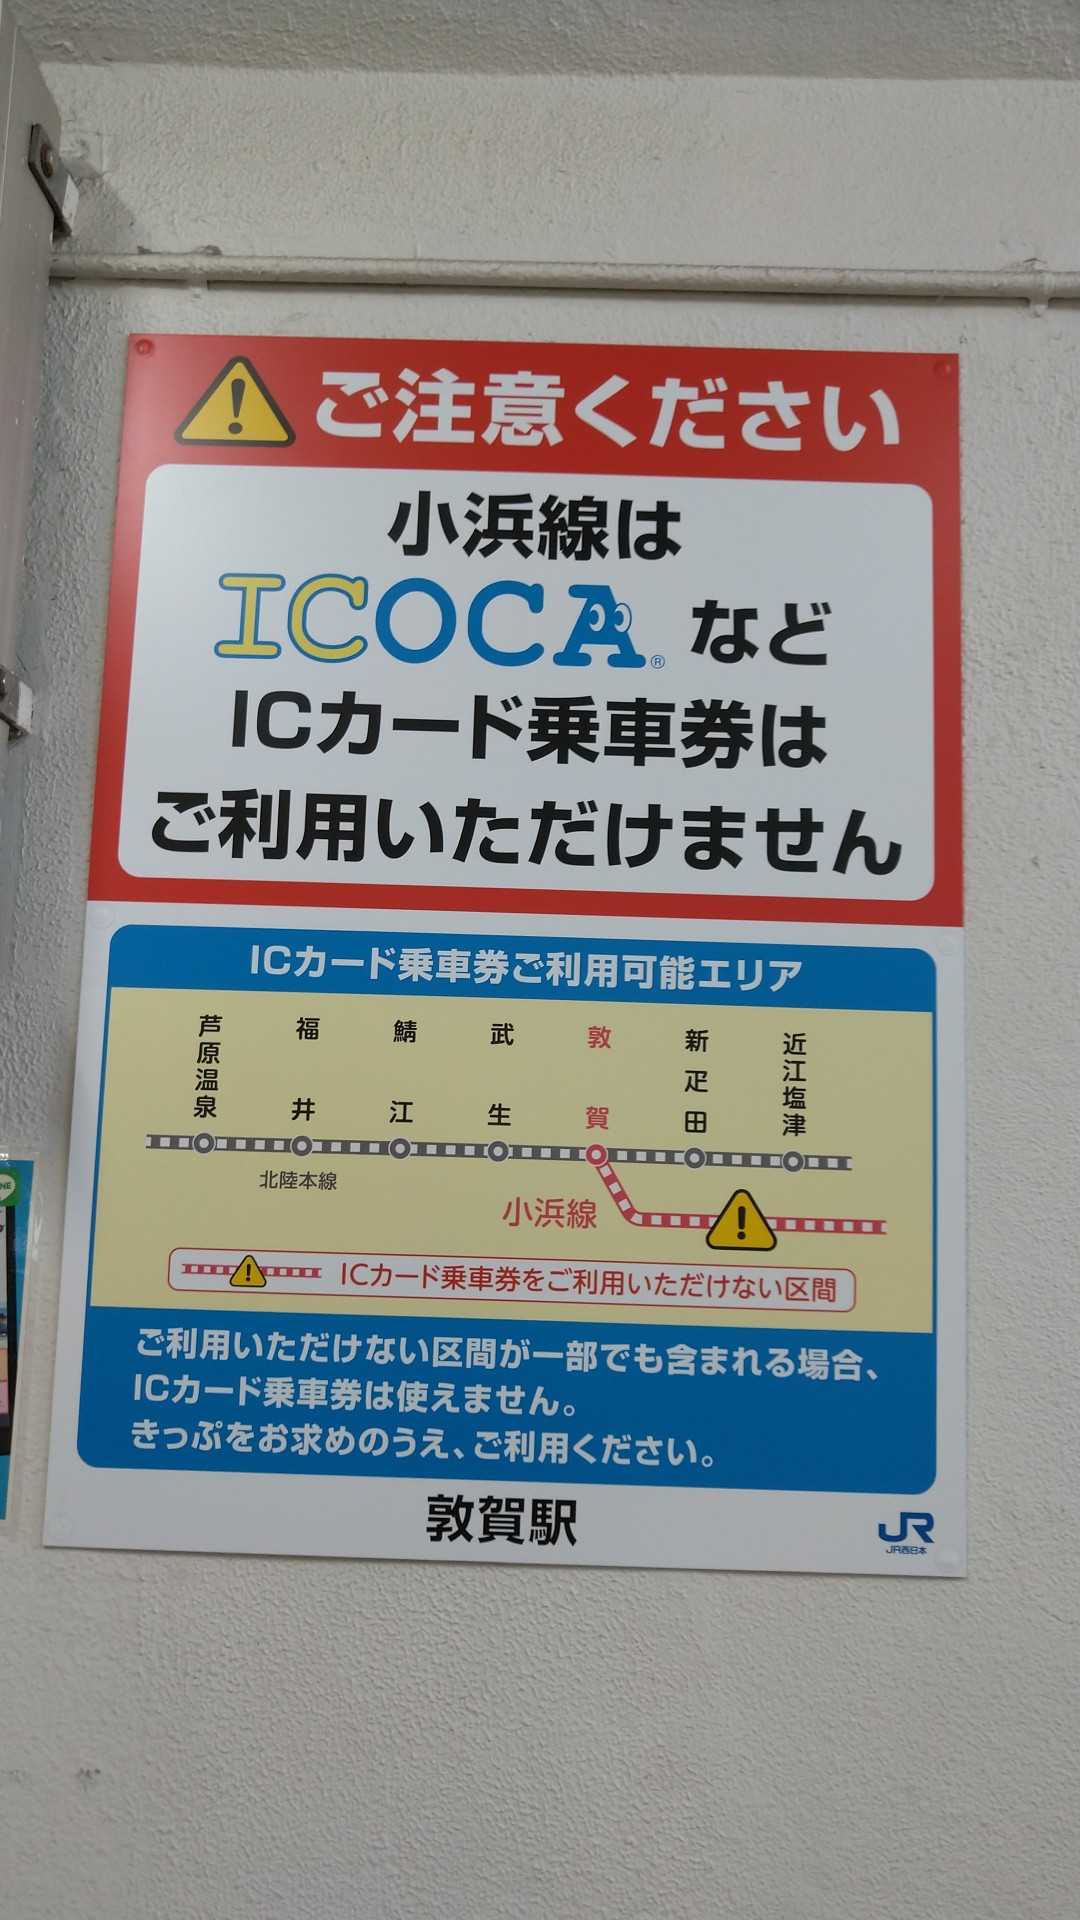 ご注意ください
小浜線は
ICOCA® など
ICカード乗車券は
ご利用いただけません
ICカード乗車券ご利用可能エリア
芦原温泉
福井
鯖江
武生
敦賀
新疋田
近江塩津
北陸本線
小浜線
ICカード乗車券をご利用いただけない区間
ご利用いただけない区間が一部でも含まれる場合、
ICカード乗車券は使えません。
きっぷをお求めのうえ、ご利用ください。
敦賀駅
JR
JR西日本